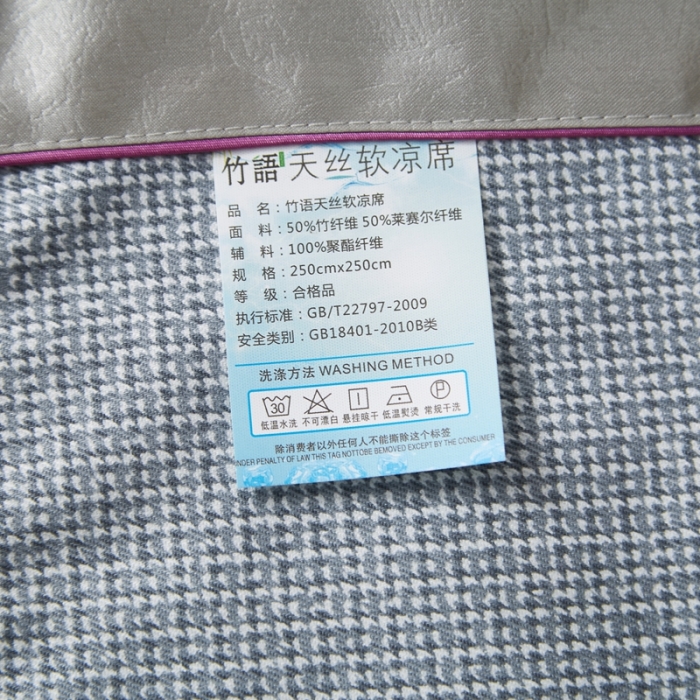 竹語 天丝软凉席
品 名：竹语天丝软凉席
面 料：50%竹纤维 50%莱赛尔纤维
辅 料：100%聚酯纤维
规 格：250cmx250cm
等 级：合格品
执行标准：GB/T22797-2009
安全类别：GB18401-2010B类
洗涤方法 WASHING METHOD
30 P
低温水洗 不可漂白 悬挂晾干 低温熨烫 常规干洗
除消费者以外任何人不能撕除这个标签
NDER PENALTY OF LAW THIS TAG NOTTOBE BEMOVED EXCEPT BY THE CONSUMER